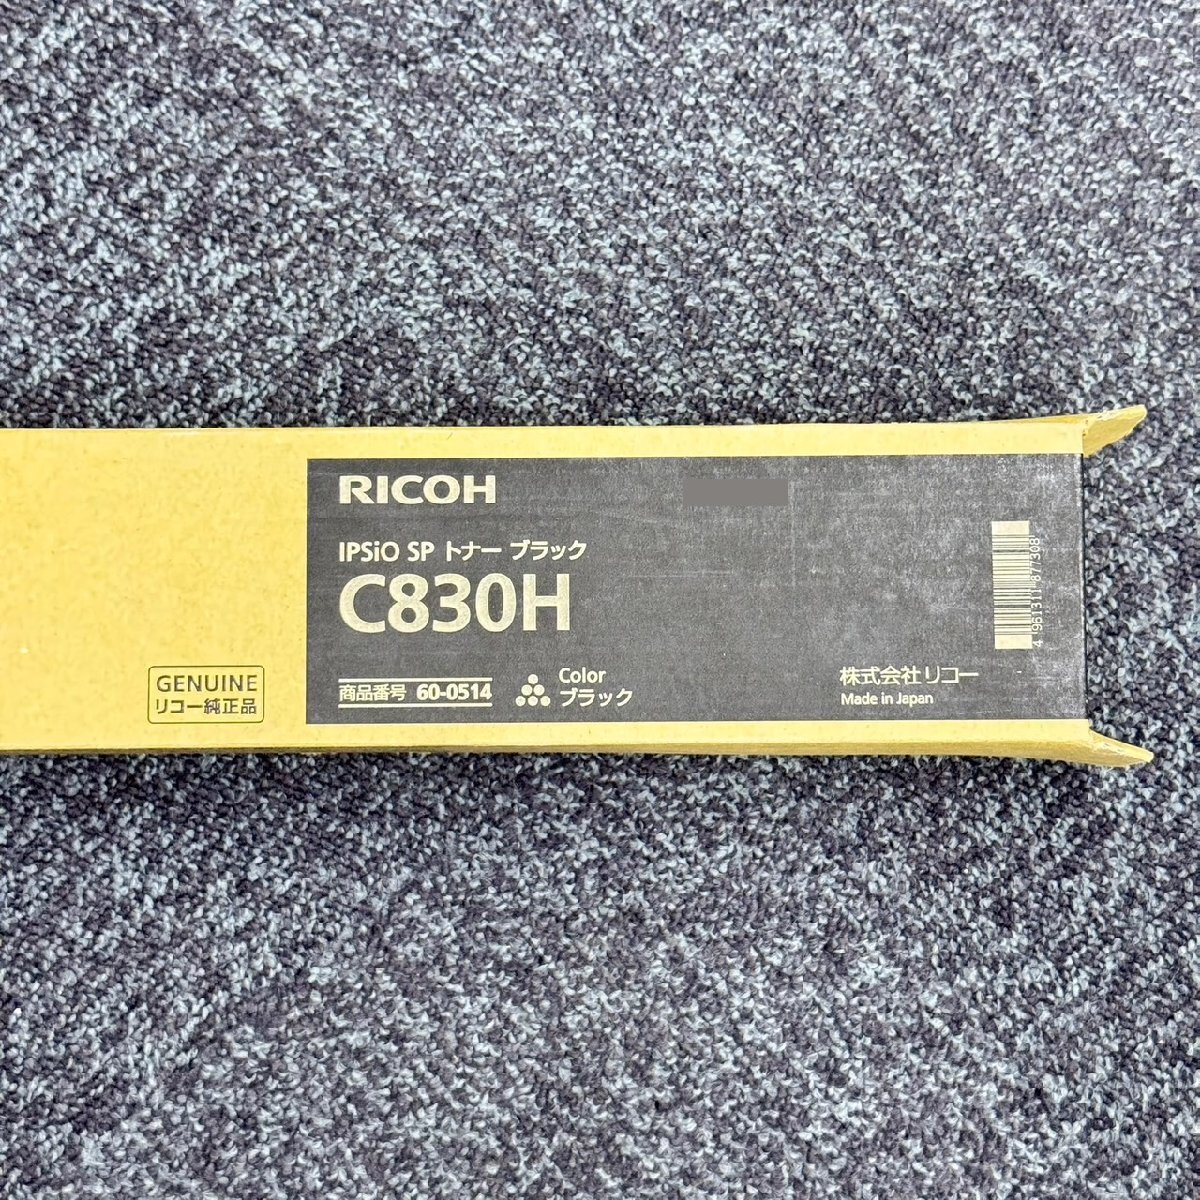 RICOH
IPSiO SP トナー ブラック
C830H
GENUINE
リコー純正品
商品番号 60-0514
Color
ブラック
株式会社リコー
Made in Japan